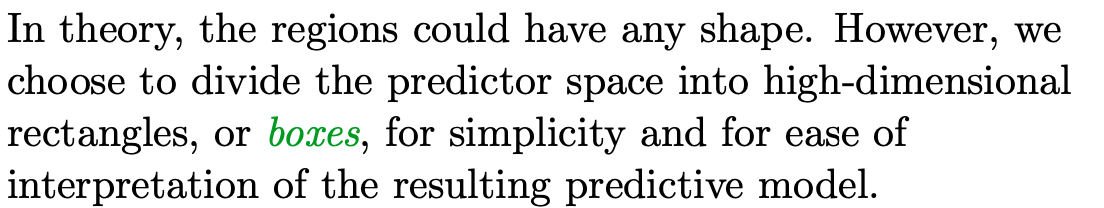 In theory, the regions could have any shape. However, we
choose to divide the predictor space into high-dimensional
rectangles, or boxes, for simplicity and for ease of
interpretation of the resulting predictive model.